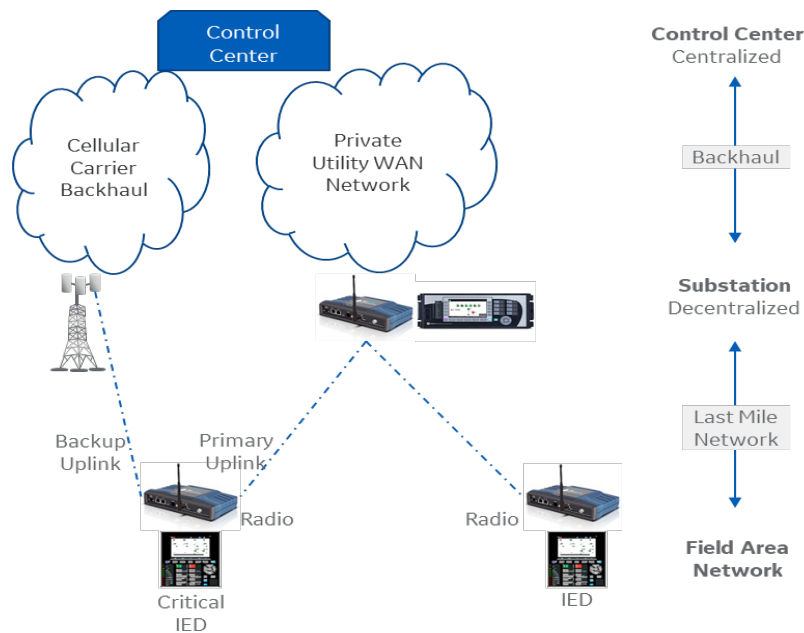 Control
Center
Cellular
Carrier
Backhaul
Private
Utility WAN
Network
Backup
Uplink
Primary
Uplink
Radio
Radio
Critical
IED
IED
Control Center
Centralized
Backhaul
Substation
Decentralized
Last Mile
Network
Field Area
Network